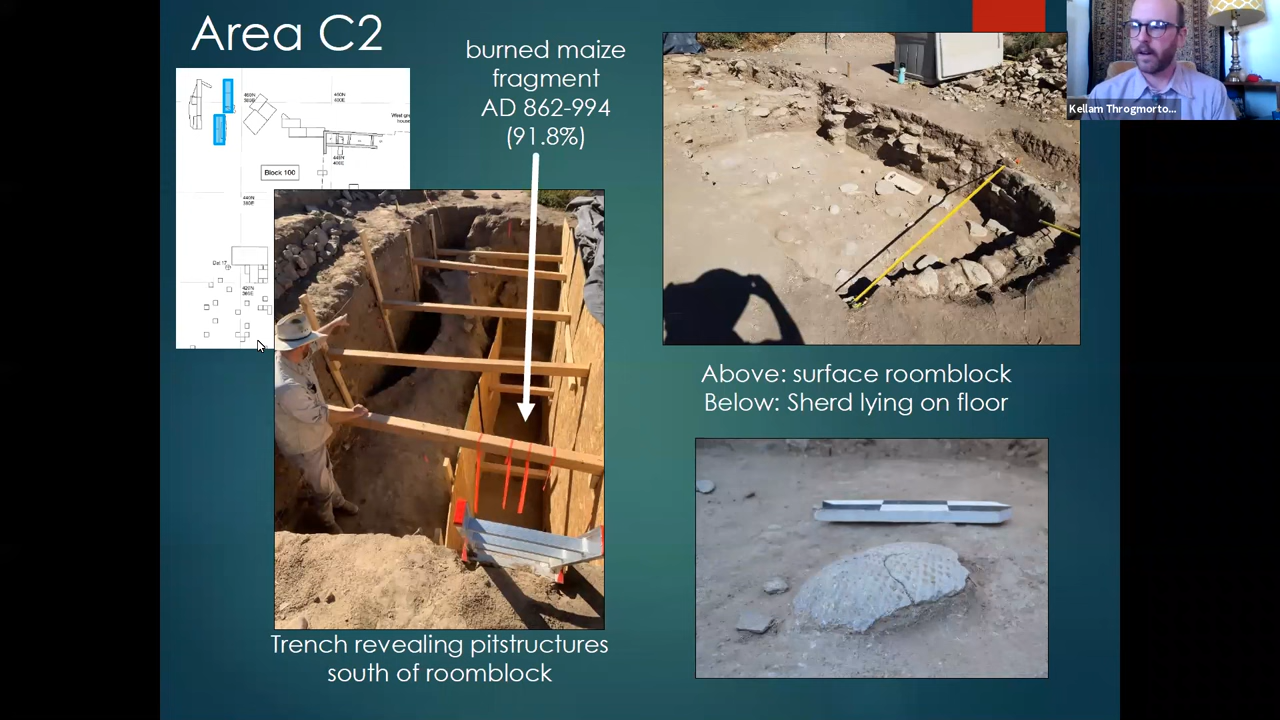 Area C2
burned maize
fragment
AD 862-994
(91.8%)
Kellam Throgmorto...
Block 100
Above: surface roomblock
Below: Sherd lying on floor
Trench revealing pitstructures
south of roomblock